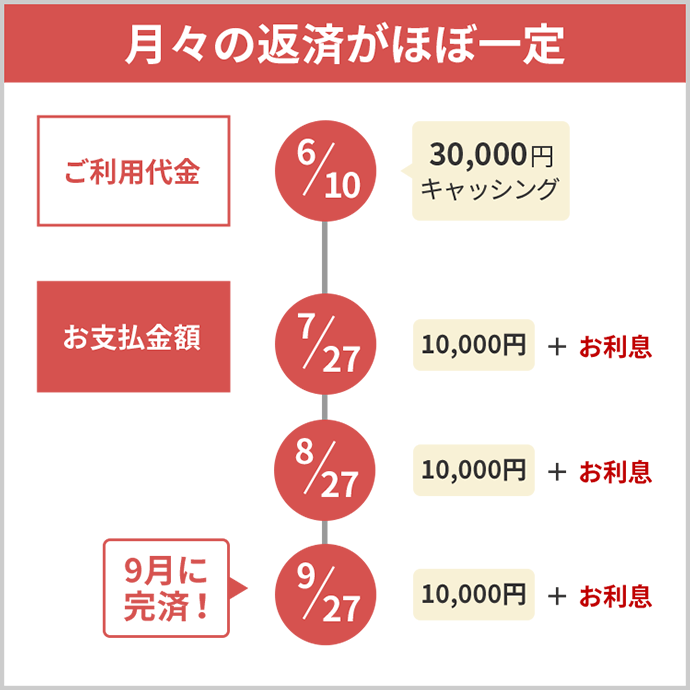 月々の返済がほぼ一定
ご利用代金
6/10
30,000円
キャッシング
お支払金額
7/27
10,000円 + お利息
8/27
10,000円 + お利息
9月に
完済！
9/27
10,000円 + お利息